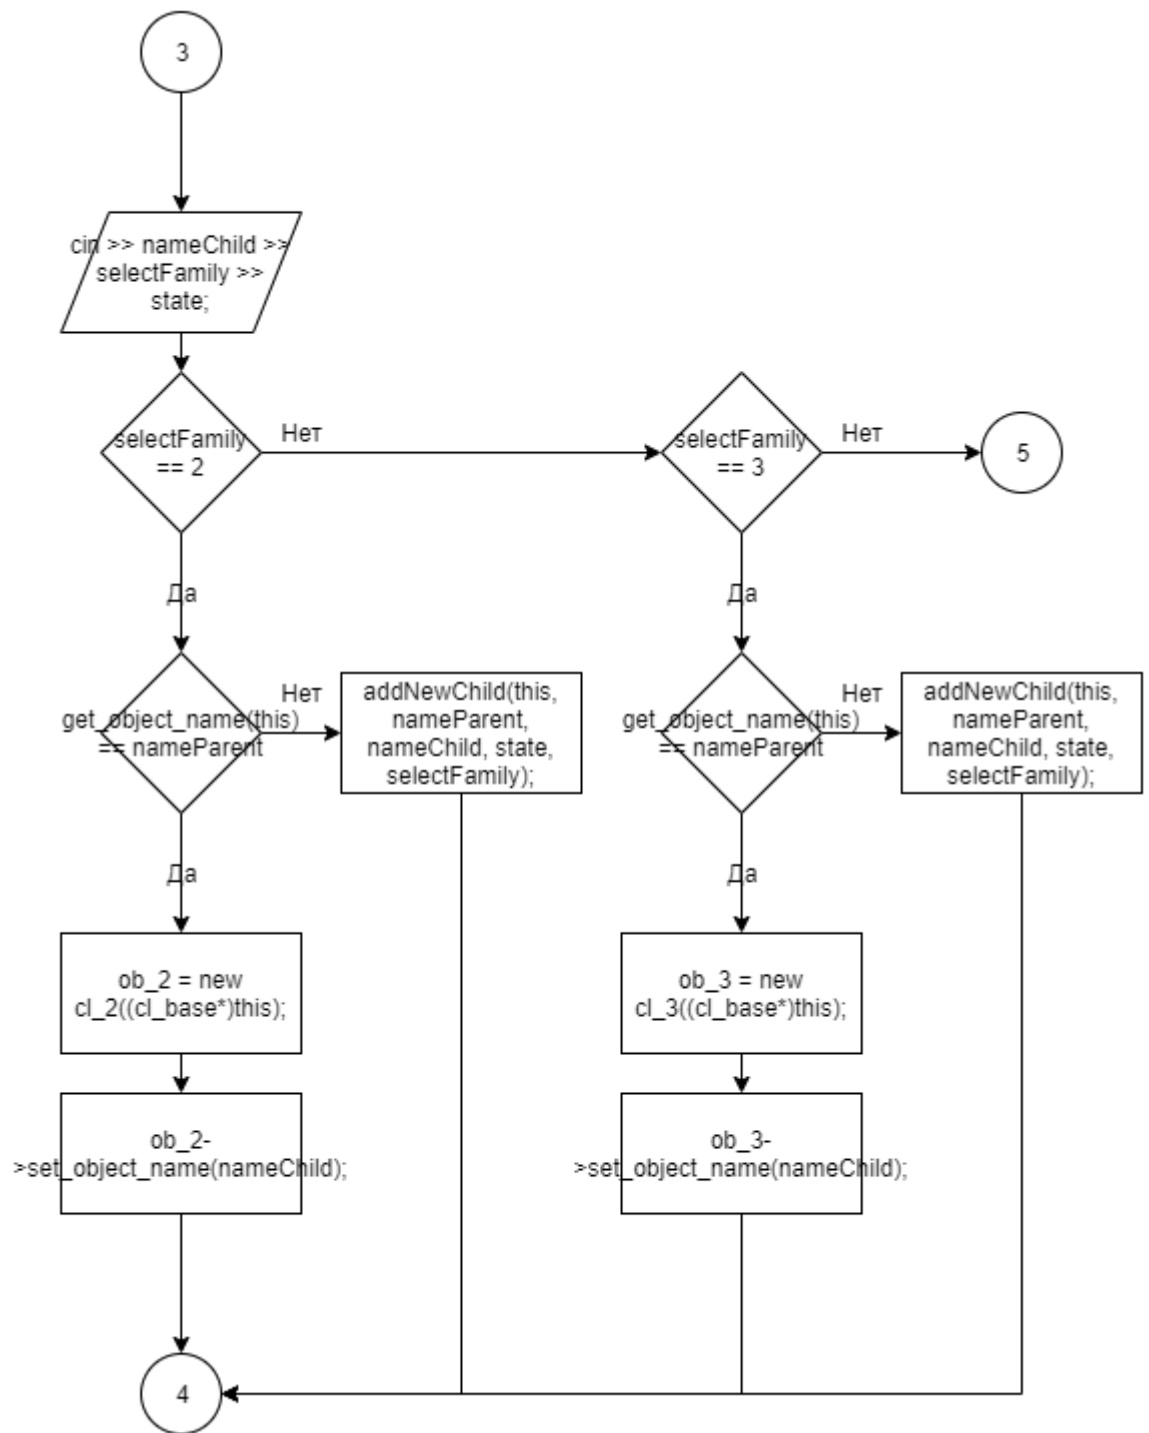 3
cin >> nameChild >>
selectFamily >>
state;
selectFamily
== 2
Нет
selectFamily
== 3
Нет
5
Да
Да
get_object_name(this)
== nameParent
Нет
addNewChild(this,
nameParent,
nameChild, state,
selectFamily);
get_object_name(this)
== nameParent
Нет
addNewChild(this,
nameParent,
nameChild, state,
selectFamily);
Да
Да
ob_2 = new
cl_2((cl_base*)this);
ob_3 = new
cl_3((cl_base*)this);
ob_2-
>set_object_name(nameChild);
ob_3-
>set_object_name(nameChild);
4